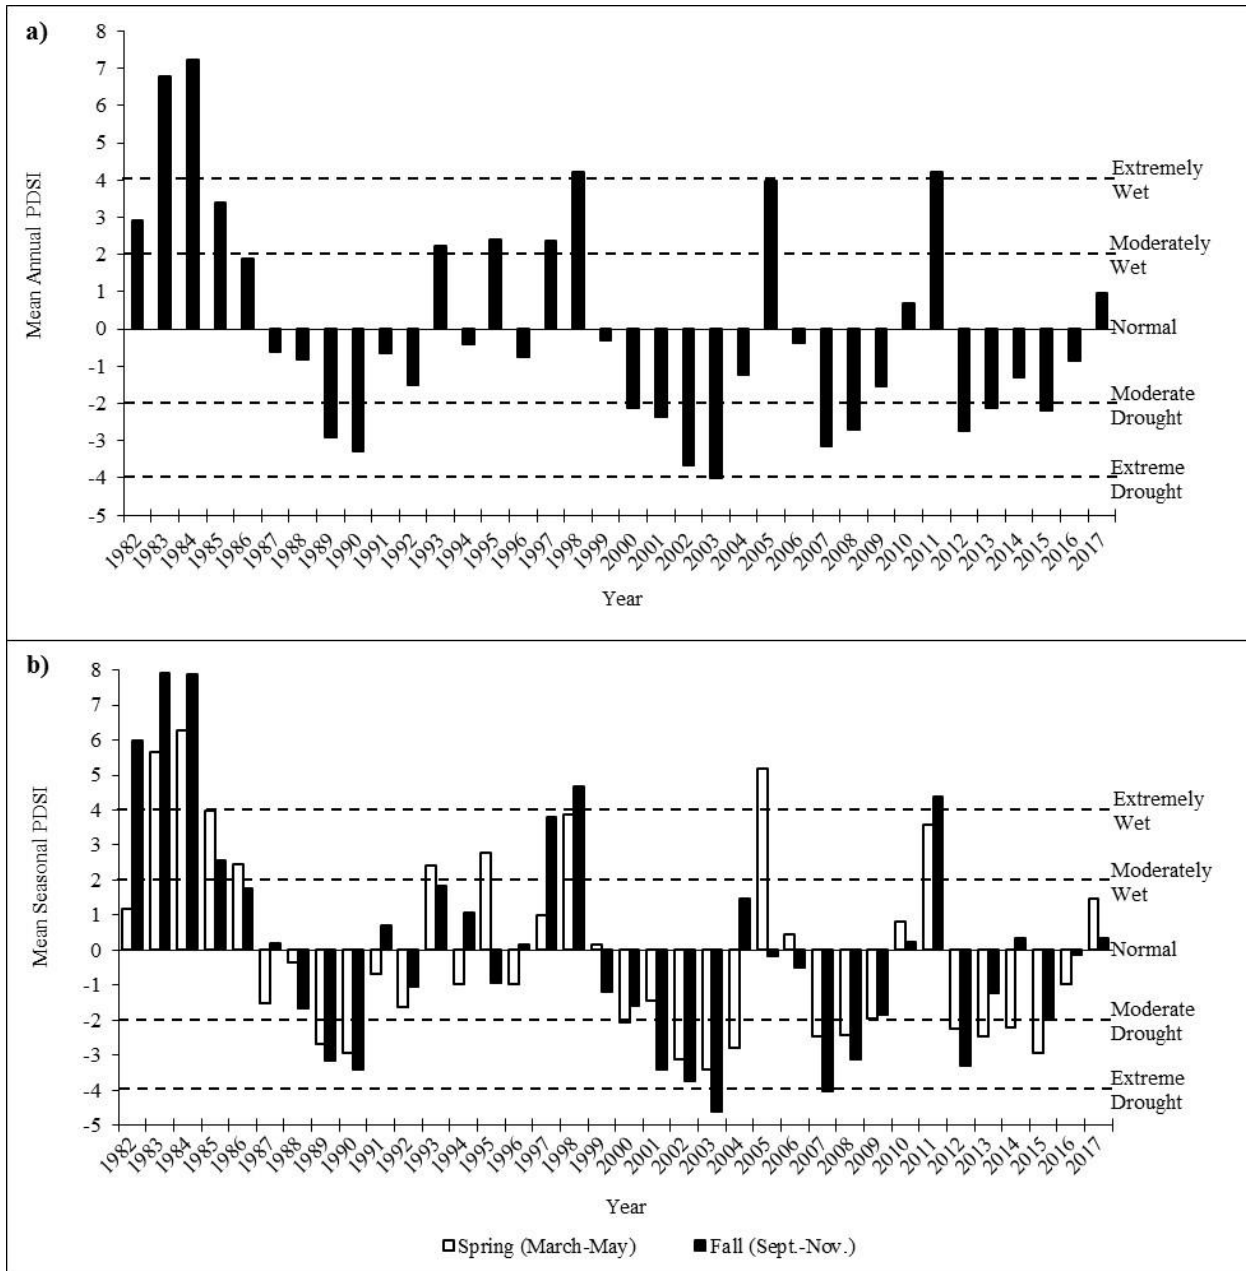 a)
8
7
6
5
4
3
2
1
0
-1
-2
-3
-4
-5
Mean Annual PDSI
Extremely
Wet
Moderately
Wet
Normal
Moderate
Drought
Extreme
Drought
1982 1983 1984 1985 1986 1987 1988 1989 1990 1991 1992 1993 1994 1995 1996 1997 1998 1999 2000 2001 2002 2003 2004 2005 2006 2007 2008 2009 2010 2011 2012 2013 2014 2015 2016 2017
Year
b)
8
7
6
5
4
3
2
1
0
-1
-2
-3
-4
-5
Mean Seasonal PDSI
Extremely
Wet
Moderately
Wet
Normal
Moderate
Drought
Extreme
Drought
1982 1983 1984 1985 1986 1987 1988 1989 1990 1991 1992 1993 1994 1995 1996 1997 1998 1999 2000 2001 2002 2003 2004 2005 2006 2007 2008 2009 2010 2011 2012 2013 2014 2015 2016 2017
Year
Spring (March-May) Fall (Sept.-Nov.)